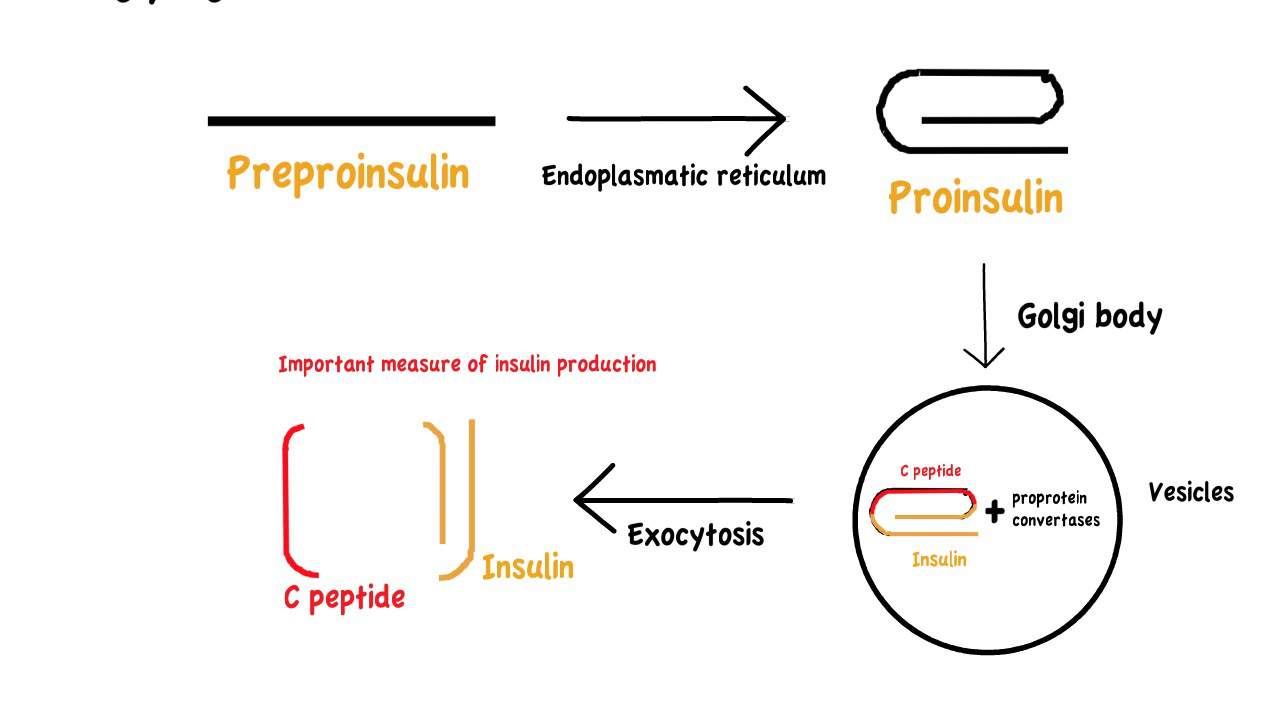 Preproinsulin
Endoplasmatic reticulum
Proinsulin
Golgi body
Important measure of insulin production
C peptide
proprotein
convertases
Insulin
Vesicles
Exocytosis
Insulin
C peptide